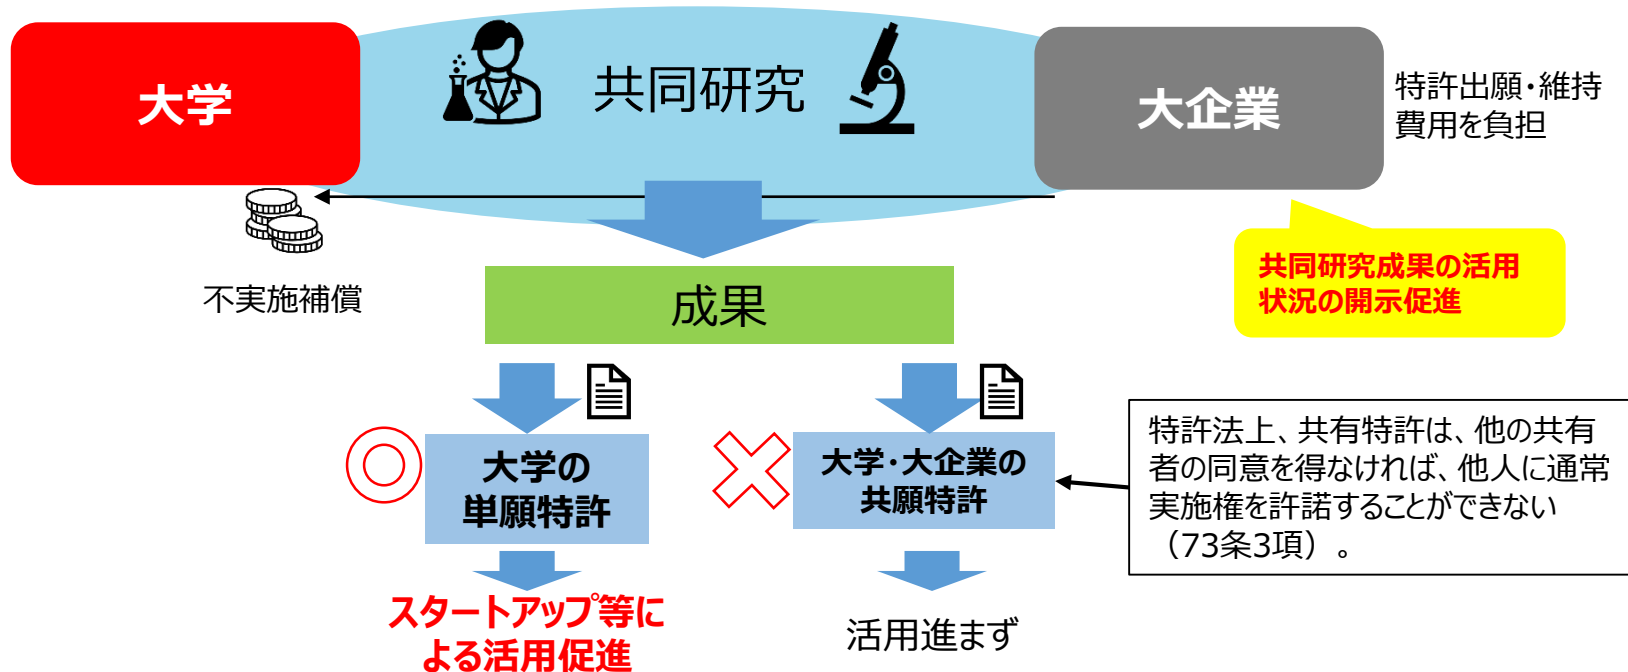 大学
共同研究
大企業
特許出願・維持
費用を負担
不実施補償
共同研究成果の活用
状況の開示促進
成果
大学の
単願特許
大学・大企業の
共願特許
特許法上、共有特許は、他の共有
者の同意を得なければ、他人に通常
実施権を許諾することができない
（73条3項）。
スタートアップ等に
よる活用促進
活用進まず